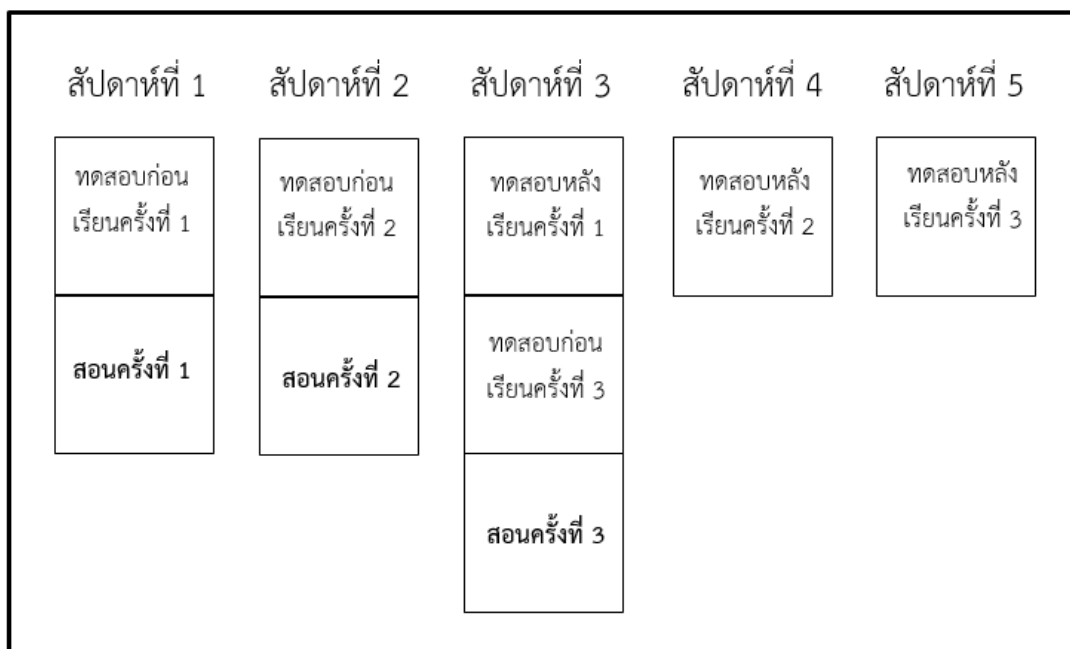 สัปดาห์ที่ 1
สัปดาห์ที่ 2
สัปดาห์ที่ 3
สัปดาห์ที่ 4
สัปดาห์ที่ 5
ทดสอบก่อน
เรียนครั้งที่ 1
ทดสอบก่อน
เรียนครั้งที่ 2
ทดสอบหลัง
เรียนครั้งที่ 1
ทดสอบหลัง
เรียนครั้งที่ 2
ทดสอบหลัง
เรียนครั้งที่ 3
สอนครั้งที่ 1
สอนครั้งที่ 2
ทดสอบก่อน
เรียนครั้งที่ 3
สอนครั้งที่ 3